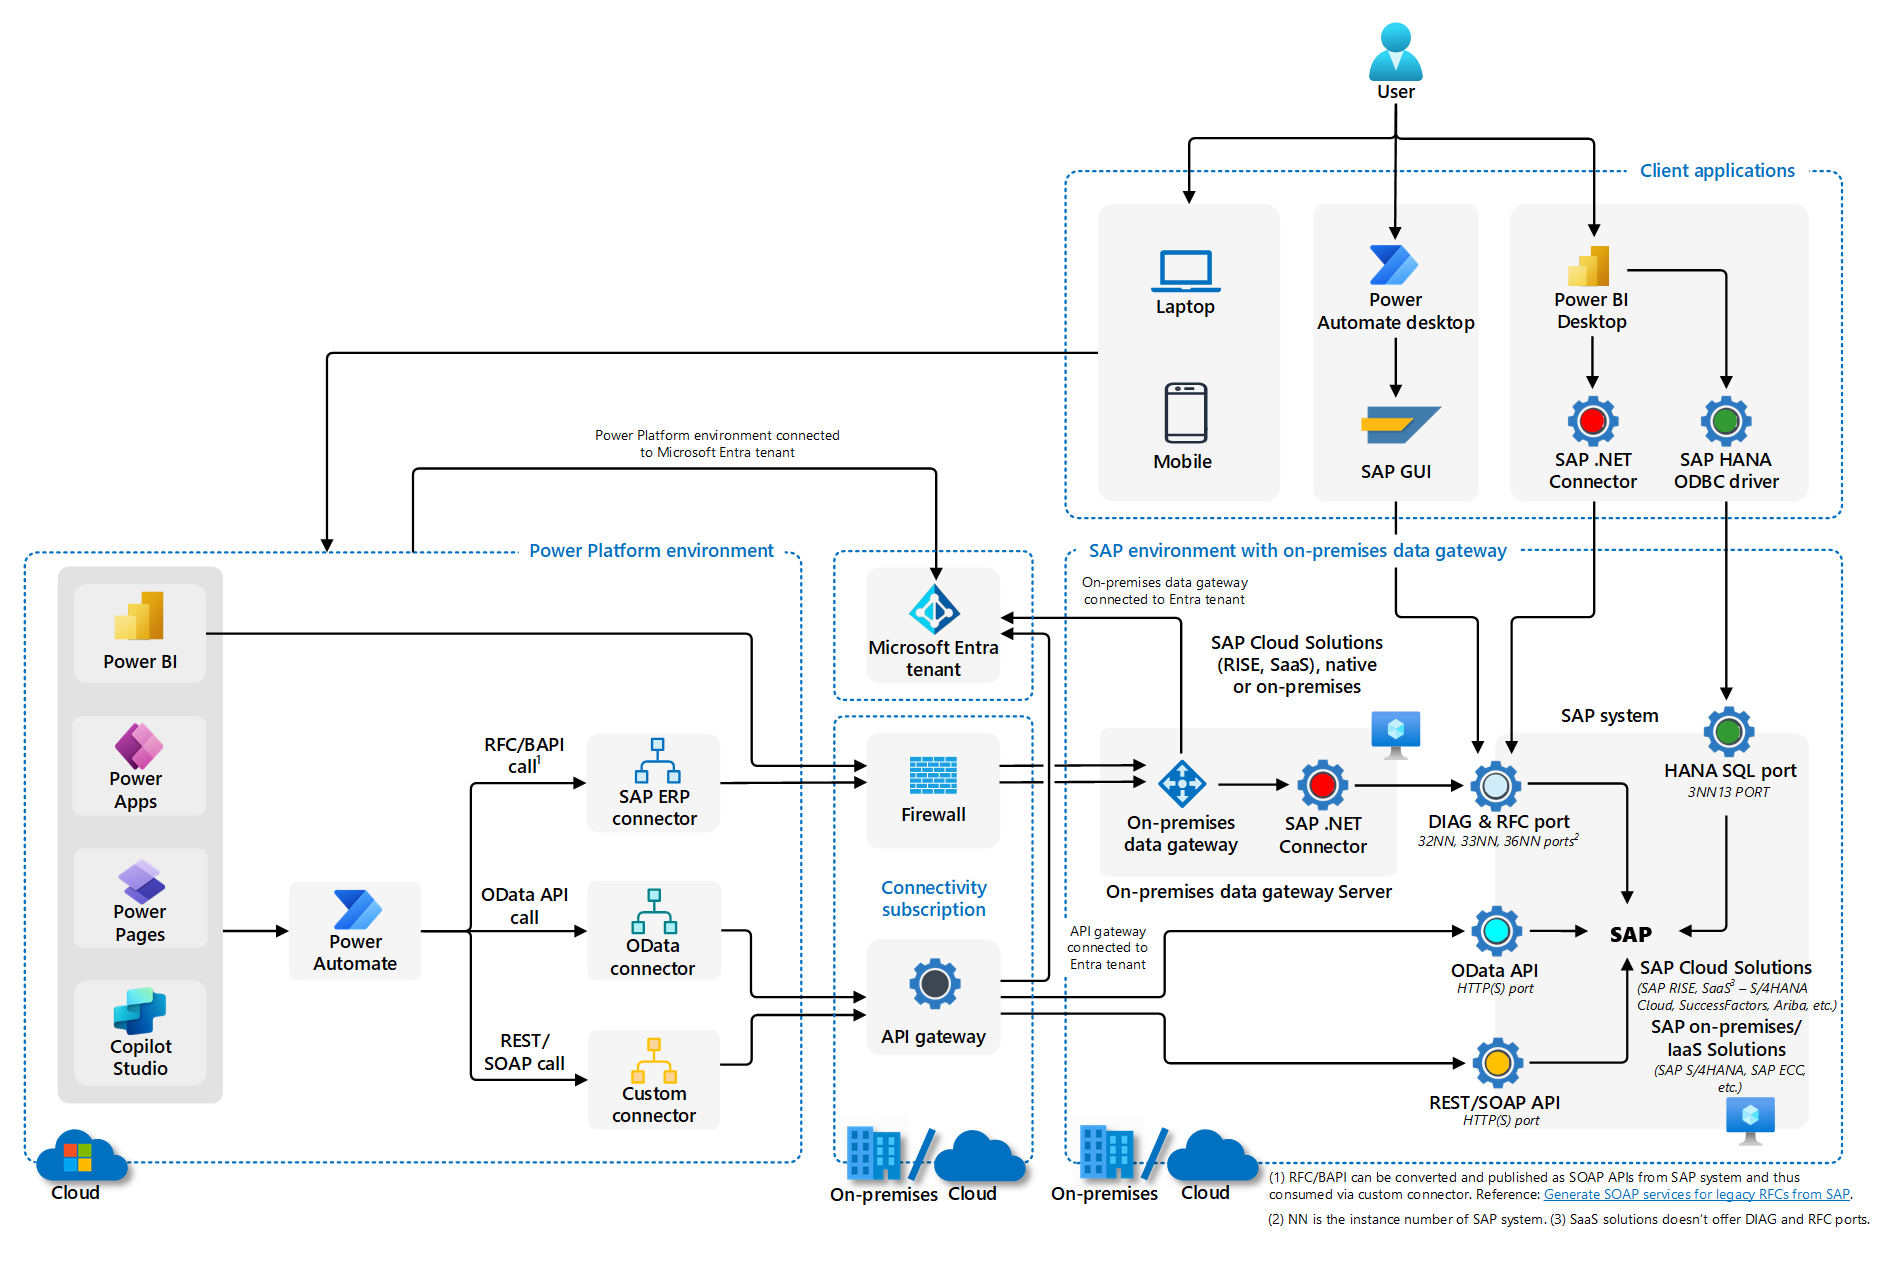 User
Client applications
Laptop
Mobile
Power
Automate desktop
SAP GUI
Power BI
Desktop
SAP .NET
Connector
SAP HANA
ODBC driver
Power Platform environment connected
to Microsoft Entra tenant
Power Platform environment
Power BI
Power
Apps
Power
Pages
Copilot
Studio
Power
Automate
RFC/BAPI
call1
OData API
call
REST/
SOAP call
SAP ERP
connector
OData
connector
Custom
connector
Cloud
Microsoft Entra
tenant
Firewall
Connectivity
subscription
API gateway
On-premises
Cloud
SAP environment with on-premises data gateway
On-premises data gateway
connected to Entra tenant
SAP Cloud Solutions
(RISE, SaaS), native
or on-premises
On-premises
data gateway
SAP .NET
Connector
On-premises data gateway Server
API gateway
connected to
Entra tenant
SAP system
HANA SQL port
3NN13 PORT
DIAG & RFC port
32NN, 33NN, 36NN ports2
OData API
HTTP(S) port
REST/SOAP API
HTTP(S) port
SAP
SAP Cloud Solutions
(SAP RISE, SaaS3 – S/4HANA
Cloud, SuccessFactors, Ariba, etc.)
SAP on-premises/
IaaS Solutions
(SAP S/4HANA, SAP ECC,
etc.)
On-premises
Cloud
(1) RFC/BAPI can be converted and published as SOAP APIs from SAP system and thus
consumed via custom connector. Reference: Generate SOAP services for legacy RFCs from SAP.
(2) NN is the instance number of SAP system. (3) SaaS solutions doesn't offer DIAG and RFC ports.